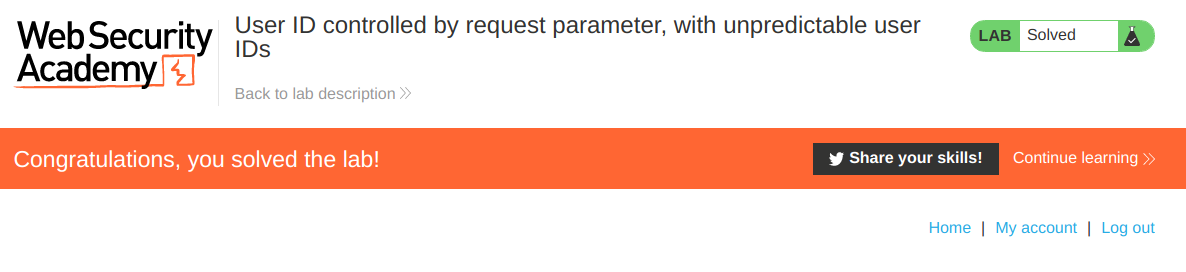 Web Security
Academy
User ID controlled by request parameter, with unpredictable user
IDs
Back to lab description
LAB Solved
Congratulations, you solved the lab!
Share your skills!
Continue learning
Home | My account | Log out